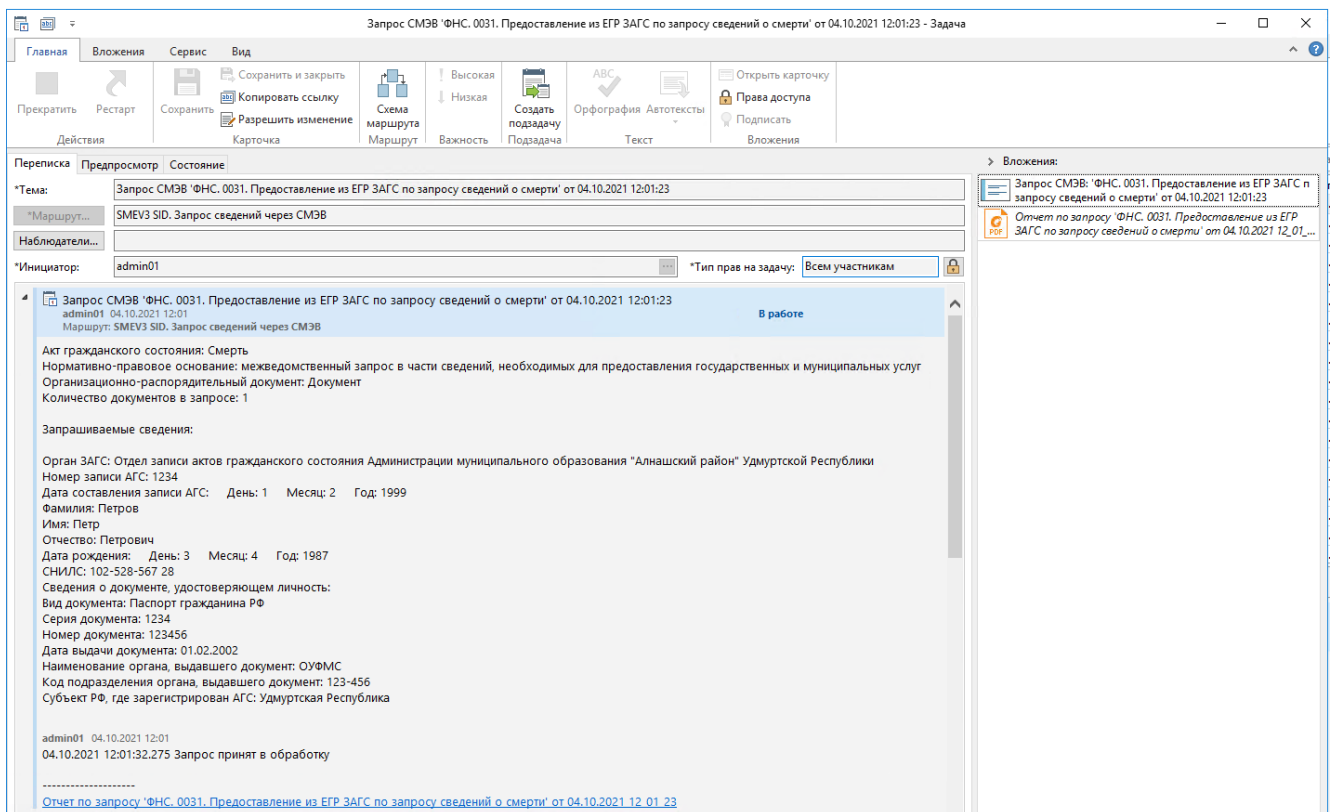 Запрос СМЭВ 'ФНС. 0031. Предоставление из ЕГР ЗАГС по запросу сведений о смерти' от 04.10.2021 12:01:23 - Задача
Главная Вложения Сервис Вид
Прекратить Рестарт
Действия
Сохранить
Сохранить и закрыть
Копировать ссылку
Разрешить изменение
Карточка
Схема маршрута
Маршрут
Высокая
Низкая
Важность
Создать подзадачу
Подзадача
ABC
Орфография Автотексты
Текст
Открыть карточку
Права доступа
Подписать
Вложения
Переписка Предпросмотр Состояние
*Тема: Запрос СМЭВ 'ФНС. 0031. Предоставление из ЕГР ЗАГС по запросу сведений о смерти' от 04.10.2021 12:01:23
*Маршрут... SMEV3 SID. Запрос сведений через СМЭВ
Наблюдатели...
*Инициатор: admin01 ... *Тип прав на задачу: Всем участникам
Запрос СМЭВ 'ФНС. 0031. Предоставление из ЕГР ЗАГС по запросу сведений о смерти' от 04.10.2021 12:01:23
admin01 04.10.2021 12:01 В работе
Маршрут: SMEV3 SID. Запрос сведений через СМЭВ
Акт гражданского состояния: Смерть
Нормативно-правовое основание: межведомственный запрос в части сведений, необходимых для предоставления государственных и муниципальных услуг
Организационно-распорядительный документ: Документ
Количество документов в запросе: 1
Запрашиваемые сведения:
Орган ЗАГС: Отдел записи актов гражданского состояния Администрации муниципального образования "Алнашский район" Удмуртской Республики
Номер записи АГС: 1234
Дата составления записи АГС: День: 1 Месяц: 2 Год: 1999
Фамилия: Петров
Имя: Петр
Отчество: Петрович
Дата рождения: День: 3 Месяц: 4 Год: 1987
СНИЛС: 102-528-567 28
Сведения о документе, удостоверяющем личность:
Вид документа: Паспорт гражданина РФ
Серия документа: 1234
Номер документа: 123456
Дата выдачи документа: 01.02.2002
Наименование органа, выдавшего документ: ОУФМС
Код подразделения органа, выдавшего документ: 123-456
Субъект РФ, где зарегистрирован АГС: Удмуртская Республика
admin01 04.10.2021 12:01
04.10.2021 12:01:32.275 Запрос принят в обработку
--------------------
Отчет по запросу 'ФНС. 0031. Предоставление из ЕГР ЗАГС по запросу сведений о смерти' от 04.10.2021 12_01_23
Вложения:
Запрос СМЭВ: 'ФНС. 0031. Предоставление из ЕГР ЗАГС п
запросу сведений о смерти' от 04.10.2021 12:01:23
PDF
Отчет по запросу 'ФНС. 0031. Предоставление из ЕГР
ЗАГС по запросу сведений о смерти' от 04.10.2021 12_01_...